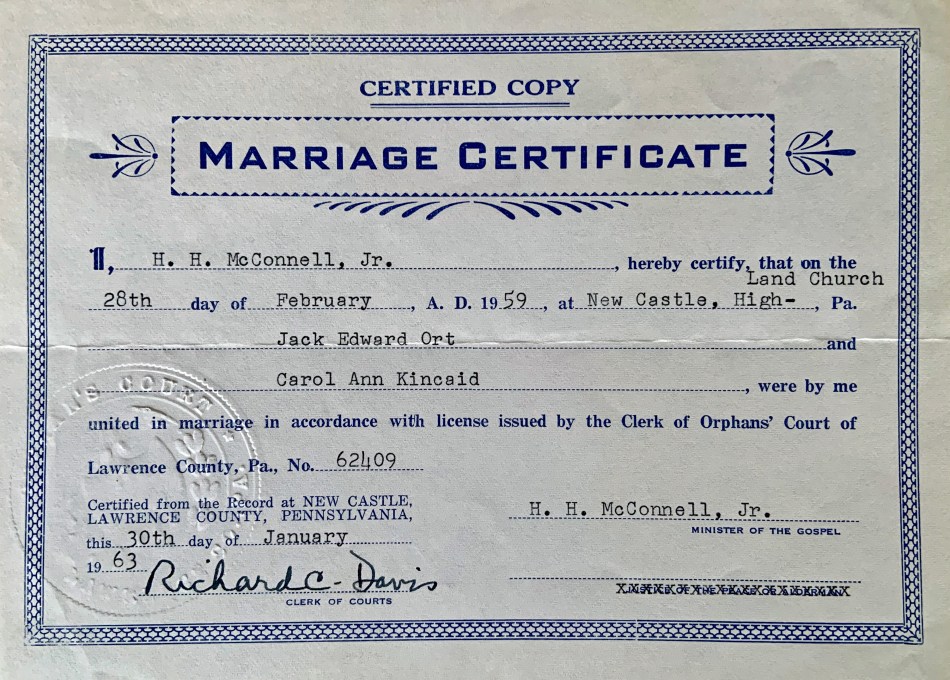 CERTIFIED COPY
MARRIAGE CERTIFICATE
I, H. H. McConnell, Jr. , hereby certify, that on the
Land Church
28th day of February , A. D. 1959 , at New Castle, High- , Pa.
Jack Edward Ort and
Carol Ann Kincaid , were by me
united in marriage in accordance with license issued by the Clerk of Orphans' Court of
Lawrence County, Pa., No. 62409
Certified from the Record at NEW CASTLE,
LAWRENCE COUNTY, PENNSYLVANIA,
this 30th day of January
1963
Richard C. Davis
CLERK OF COURTS
H. H. McConnell, Jr.
MINISTER OF THE GOSPEL
COURT